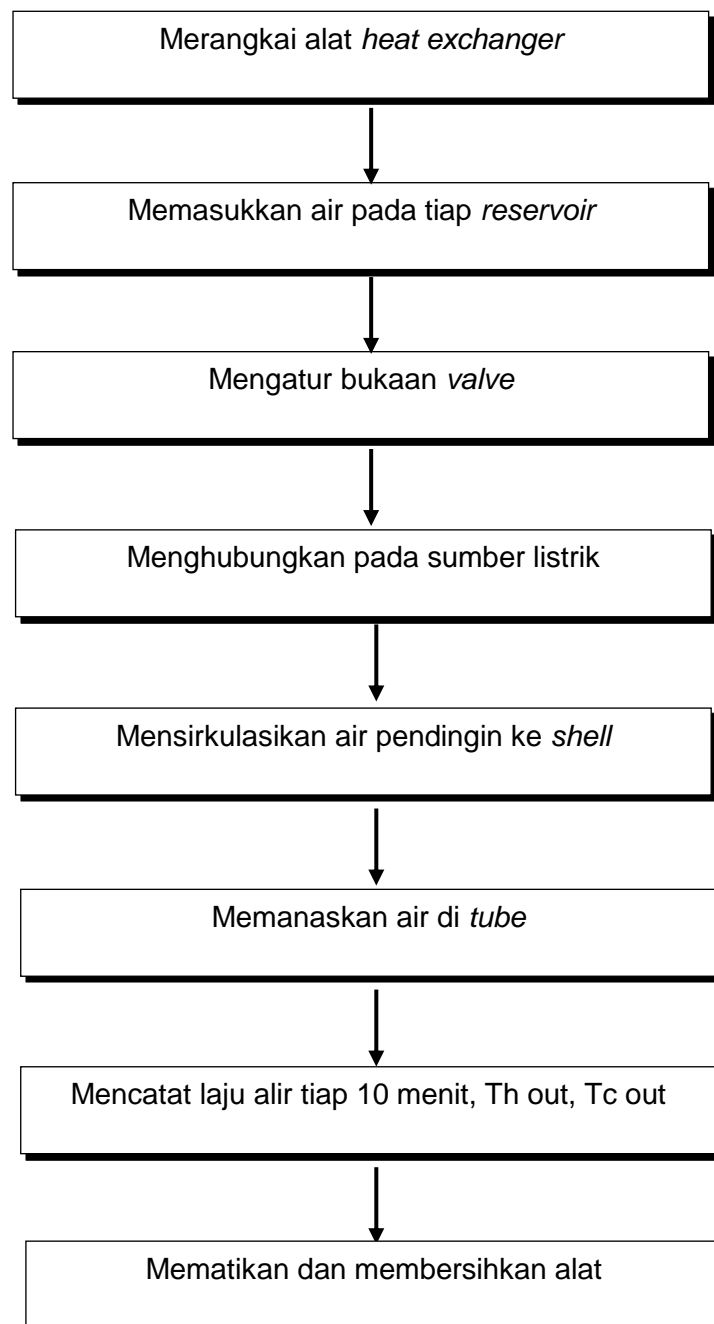 Merangkai alat heat exchanger
Memasukkan air pada tiap reservoir
Mengatur bukaan valve
Menghubungkan pada sumber listrik
Mensirkulasikan air pendingin ke shell
Memanaskan air di tube
Mencatat laju alir tiap 10 menit, Th out, Tc out
Mematikan dan membersihkan alat